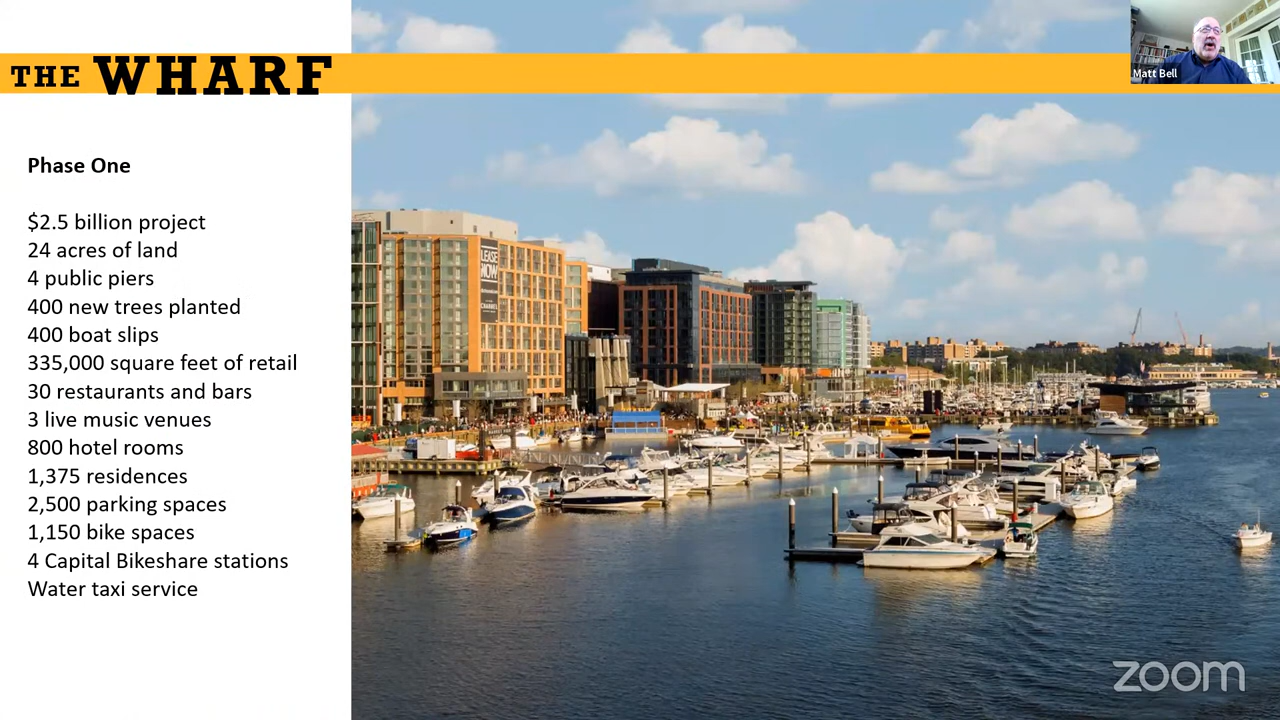 THE WHARF
Matt Bell
Phase One
$2.5 billion project
24 acres of land
4 public piers
400 new trees planted
400 boat slips
335,000 square feet of retail
30 restaurants and bars
3 live music venues
800 hotel rooms
1,375 residences
2,500 parking spaces
1,150 bike spaces
4 Capital Bikeshare stations
Water taxi service
LEASE
NOW
zoom